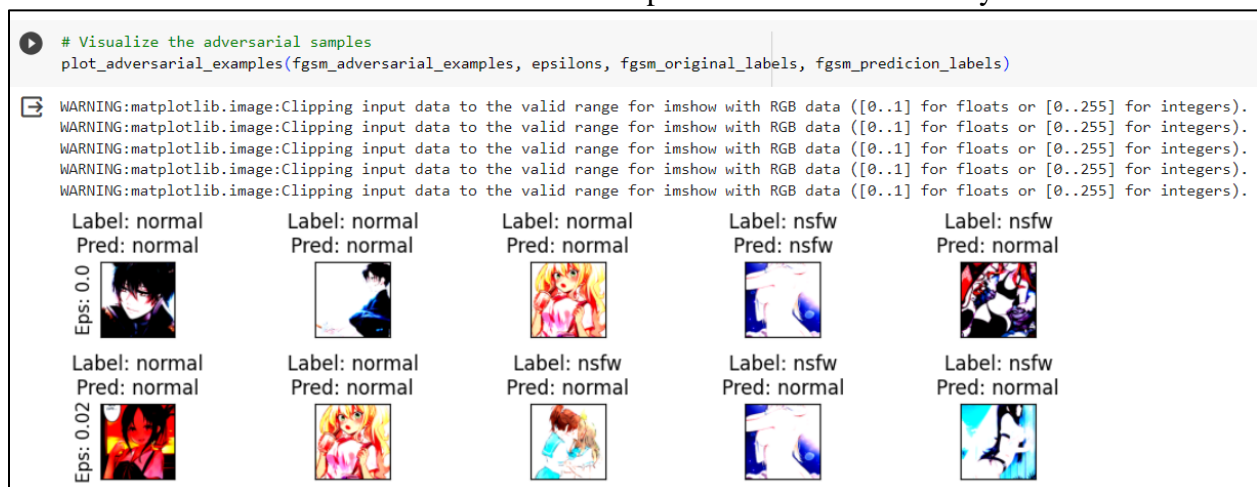 # Visualize the adversarial samples
plot_adversarial_examples(fgsm_adversarial_examples, epsilons, fgsm_original_labels, fgsm_predicion_labels)
WARNING:matplotlib.image:Clipping input data to the valid range for imshow with RGB data ([0..1] for floats or [0..255] for integers).
WARNING:matplotlib.image:Clipping input data to the valid range for imshow with RGB data ([0..1] for floats or [0..255] for integers).
WARNING:matplotlib.image:Clipping input data to the valid range for imshow with RGB data ([0..1] for floats or [0..255] for integers).
WARNING:matplotlib.image:Clipping input data to the valid range for imshow with RGB data ([0..1] for floats or [0..255] for integers).
WARNING:matplotlib.image:Clipping input data to the valid range for imshow with RGB data ([0..1] for floats or [0..255] for integers).
Label: normal Label: normal Label: normal Label: nsfw Label: nsfw
Pred: normal Pred: normal Pred: normal Pred: nsfw Pred: normal
Eps: 0.0
Label: normal Label: normal Label: nsfw Label: nsfw Label: nsfw
Pred: normal Pred: normal Pred: normal Pred: normal Pred: normal
Eps: 0.02